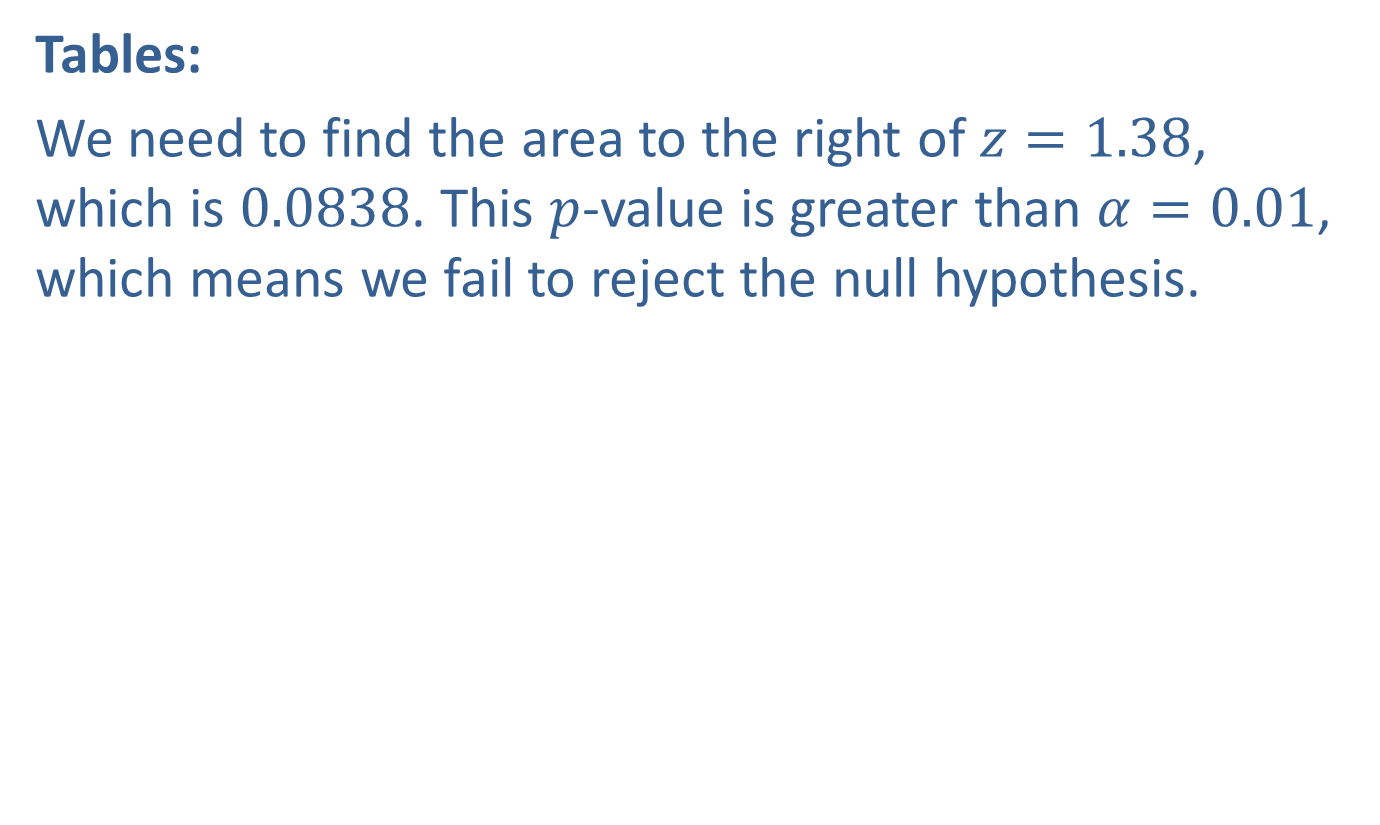 Tables:
We need to find the area to the right of z = 1.38,
which is 0.0838. This p-value is greater than α = 0.01,
which means we fail to reject the null hypothesis.